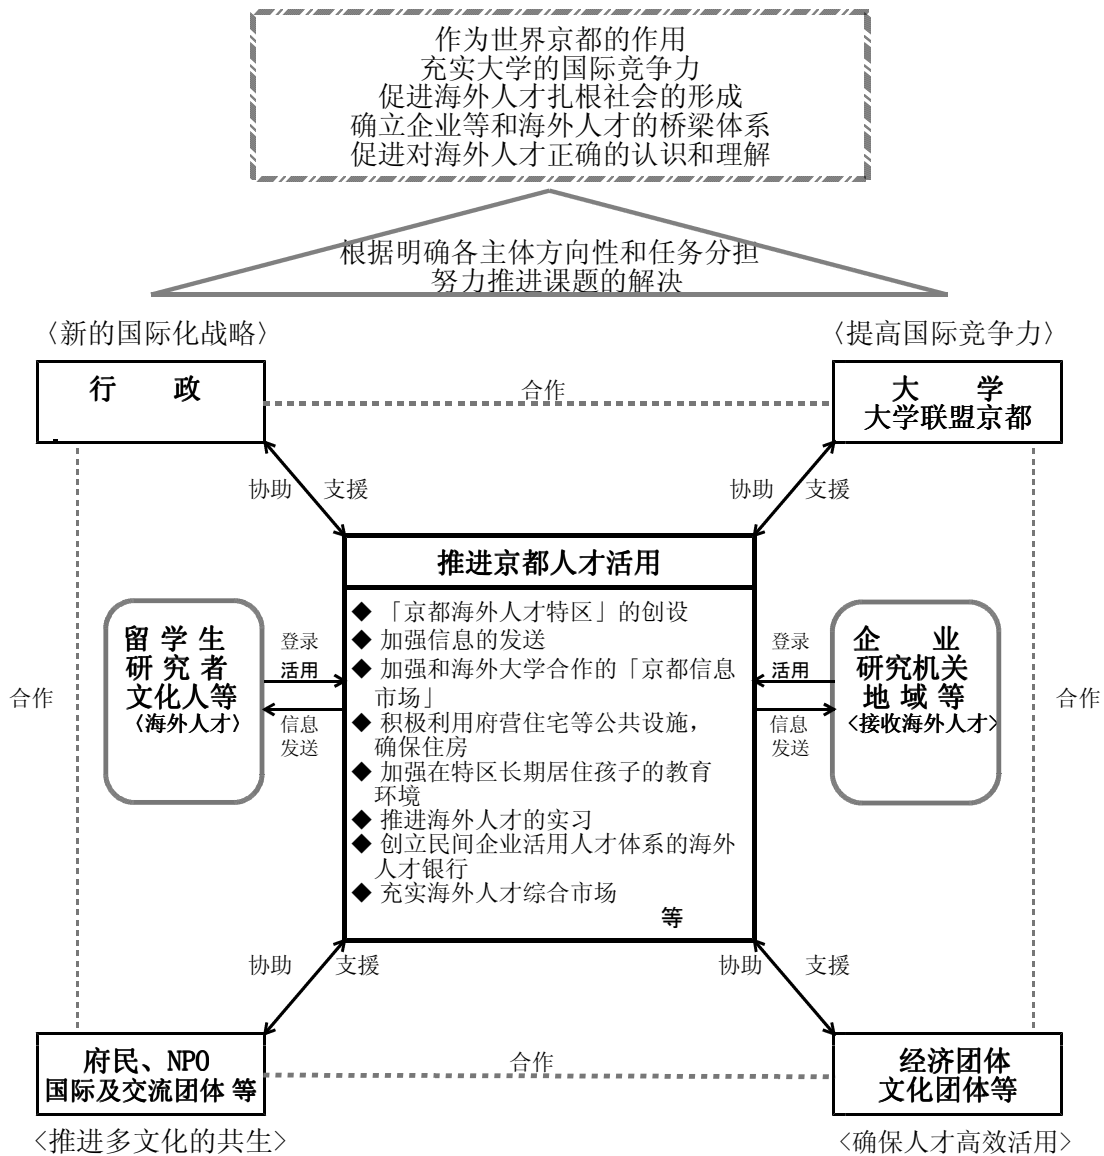 作为世界京都的作用
充实大学的国际竞争力
促进海外人才扎根社会的形成
确立企业等和海外人才的桥梁体系
促进对海外人才正确的认识和理解
根据明确各主体方向性和任务分担
努力推进课题的解决
〈新的国际化战略〉
〈提高国际竞争力〉
行 政
合作
大 学
大学联盟京都
协助 支援
协助 支援
推进京都人才活用
◆ 「京都海外人才特区」的创设
◆ 加强信息的发送
◆ 加强和海外大学合作的「京都信息
市场」
◆ 积极利用府营住宅等公共设施，
确保住房
◆ 加强在特区长期居住孩子的教育
环境
◆ 推进海外人才的实习
◆ 创立民间企业活用人才体系的海外
人才银行
◆ 充实海外人才综合市场
等
留 学 生
研 究 者
文化人等
〈海外人才〉
登录
活用
信息
发送
登录
活用
信息
发送
企 业
研究机关
地 域 等
<接收海外人才>
合作
合作
协助 支援
协助 支援
府民、NPO
国际及交流团体 等
合作
经济团体
文化团体等
<推进多文化的共生>
<确保人才高效活用>